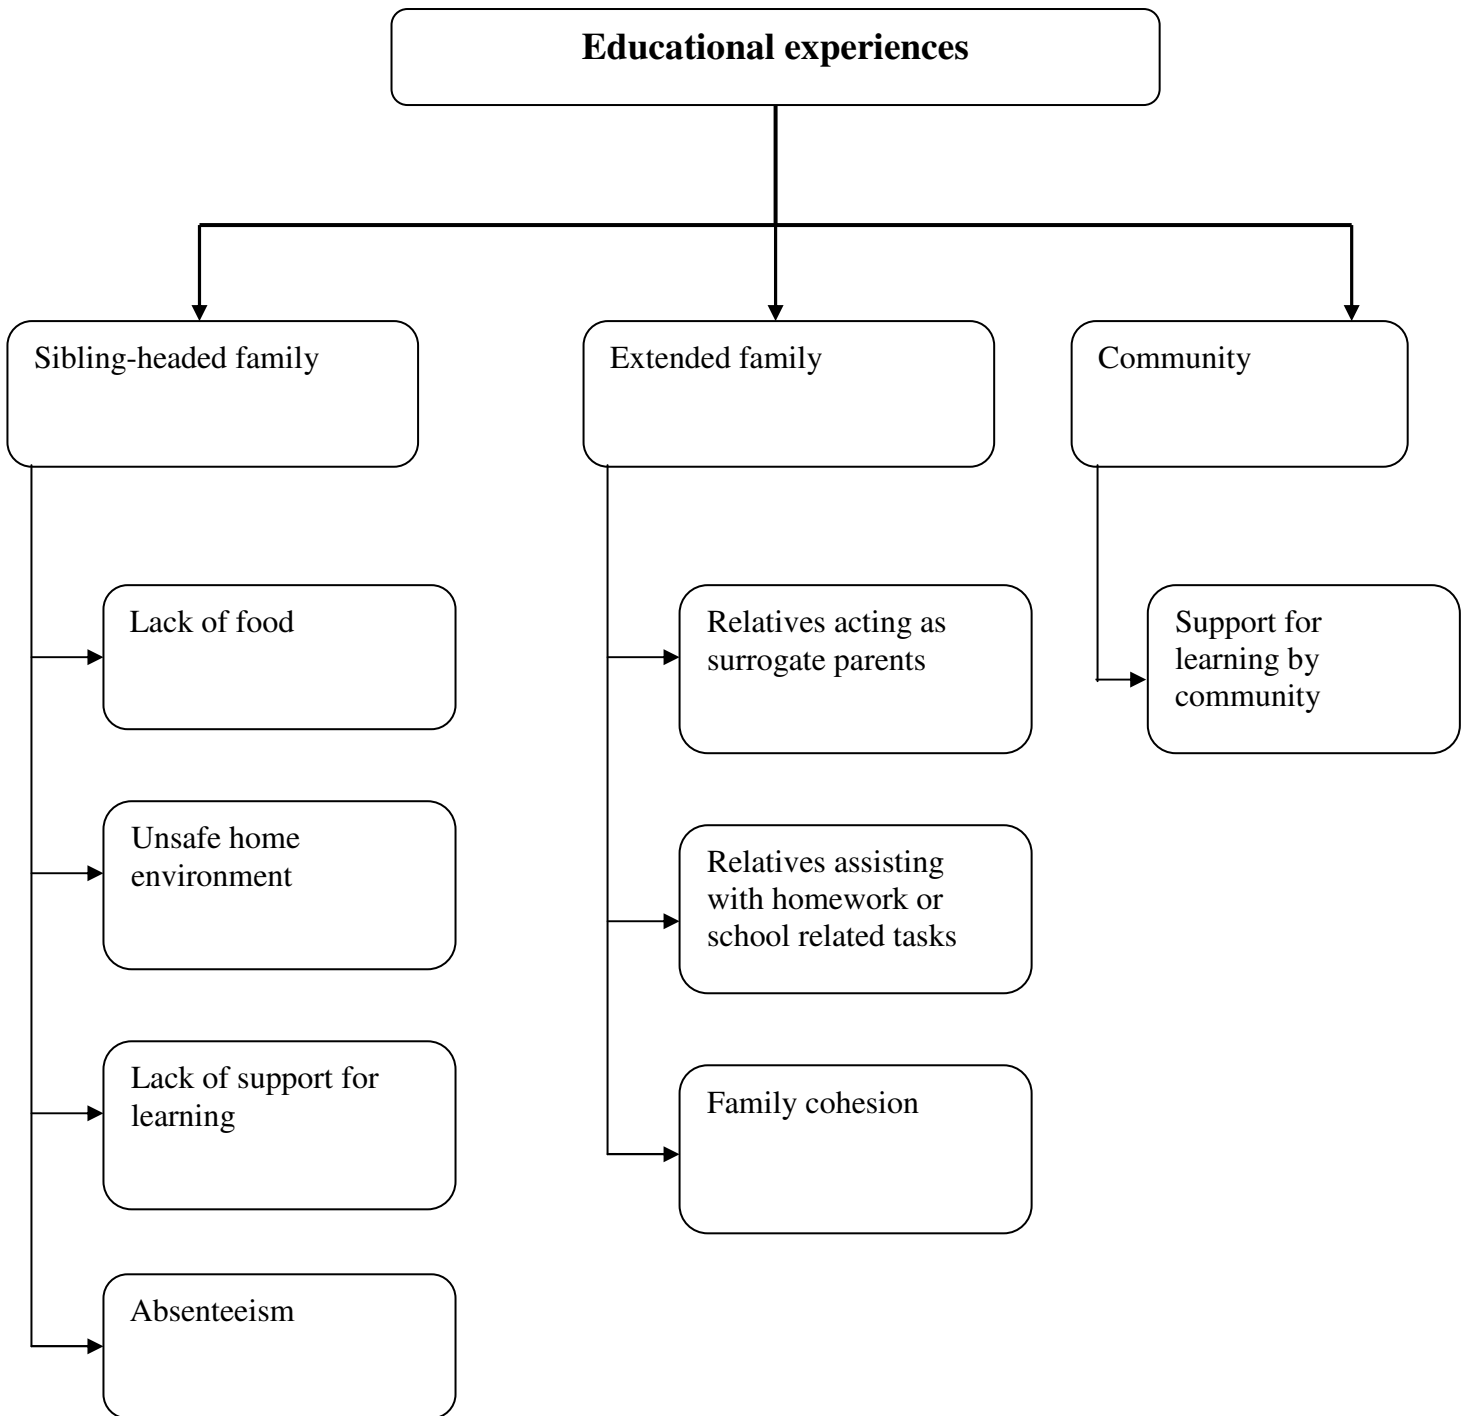 Educational experiences
Sibling-headed family
Extended family
Community
Lack of food
Relatives acting as
surrogate parents
Support for
learning by
community
Unsafe home
environment
Relatives assisting
with homework or
school related tasks
Lack of support for
learning
Family cohesion
Absenteeism